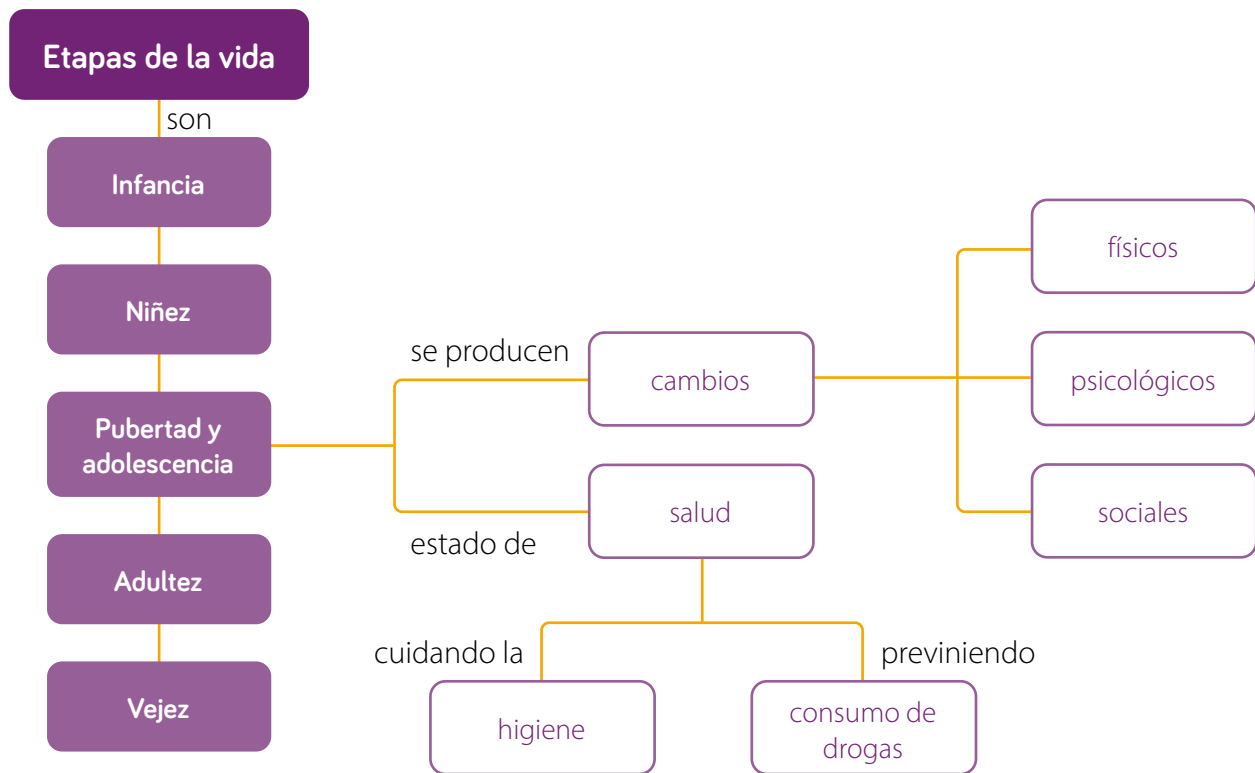 Etapas de la vida
son
Infancia
Niñez
Pubertad y
adolescencia
Adultez
Vejez
se producen
cambios
físicos
psicológicos
sociales
estado de
salud
cuidando la
higiene
previniendo
consumo de
drogas